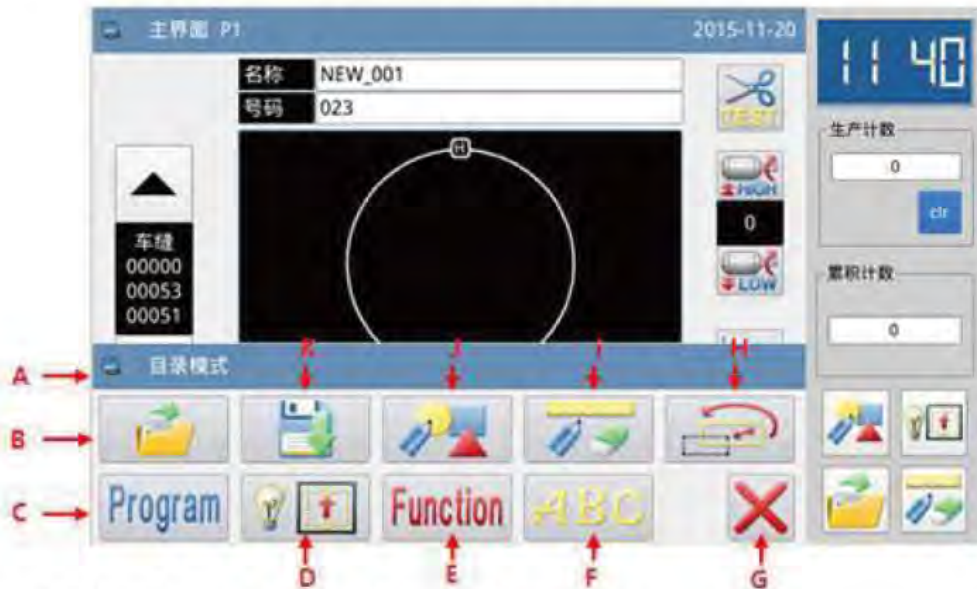 主界面 P1
2015-11-20
11 40
名称 NEW_001
号码 023
TEST
生产计数
0
HIGH
clr
0
车缝
00000
00053
00051
LOW
累积计数
0
H
K
J
I
H
A
目录模式
B
C
Program
Function
ABC
D
E
F
G